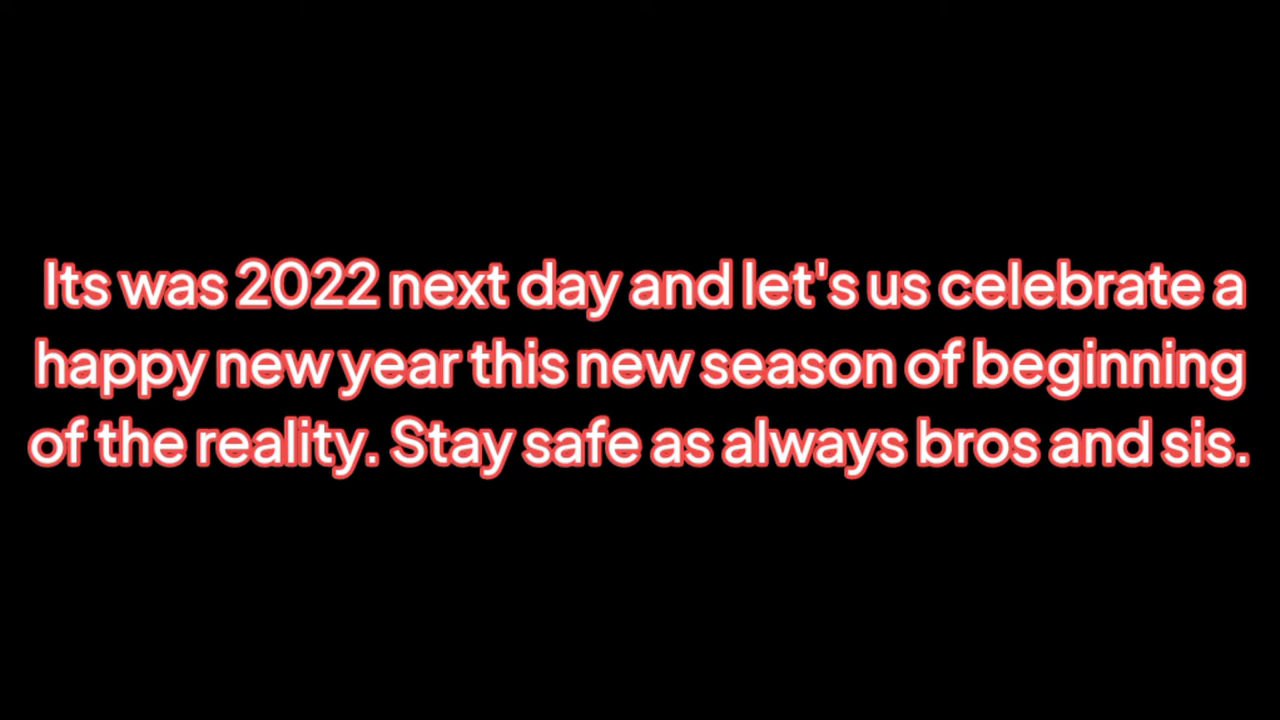 Its was 2022 next day and let's us celebrate a
happy new year this new season of beginning
of the reality. Stay safe as always bros and sis.